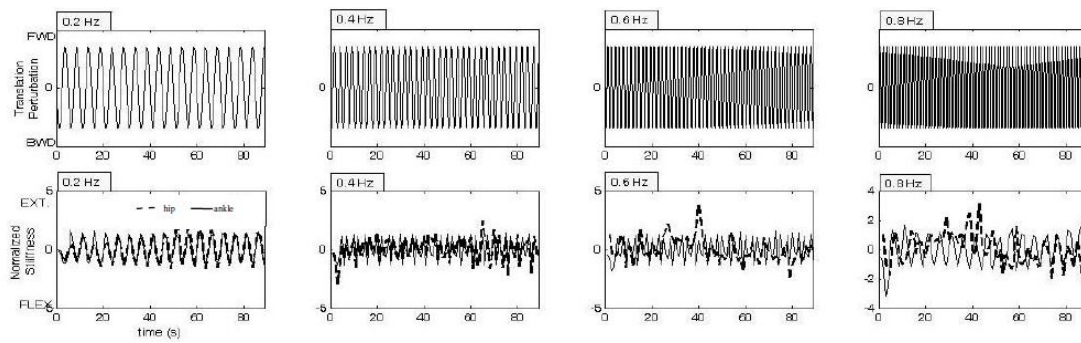 0.2 Hz
0.4 Hz
0.6 Hz
0.8 Hz
FWD
0
BWD
Translation
Perturbation
0 20 40 60 80
0 20 40 60 80
0 20 40 60 80
0 20 40 60 80
0.2 Hz
0.4 Hz
0.6 Hz
0.8 Hz
5
EXT.
0
FLEX.
-5
Normalized
Stiffness
hip
ankle
5
0
-5
5
0
-5
4
2
0
-2
-4
0 20 40 60 80
0 20 40 60 80
0 20 40 60 80
0 20 40 60 80
time (s)